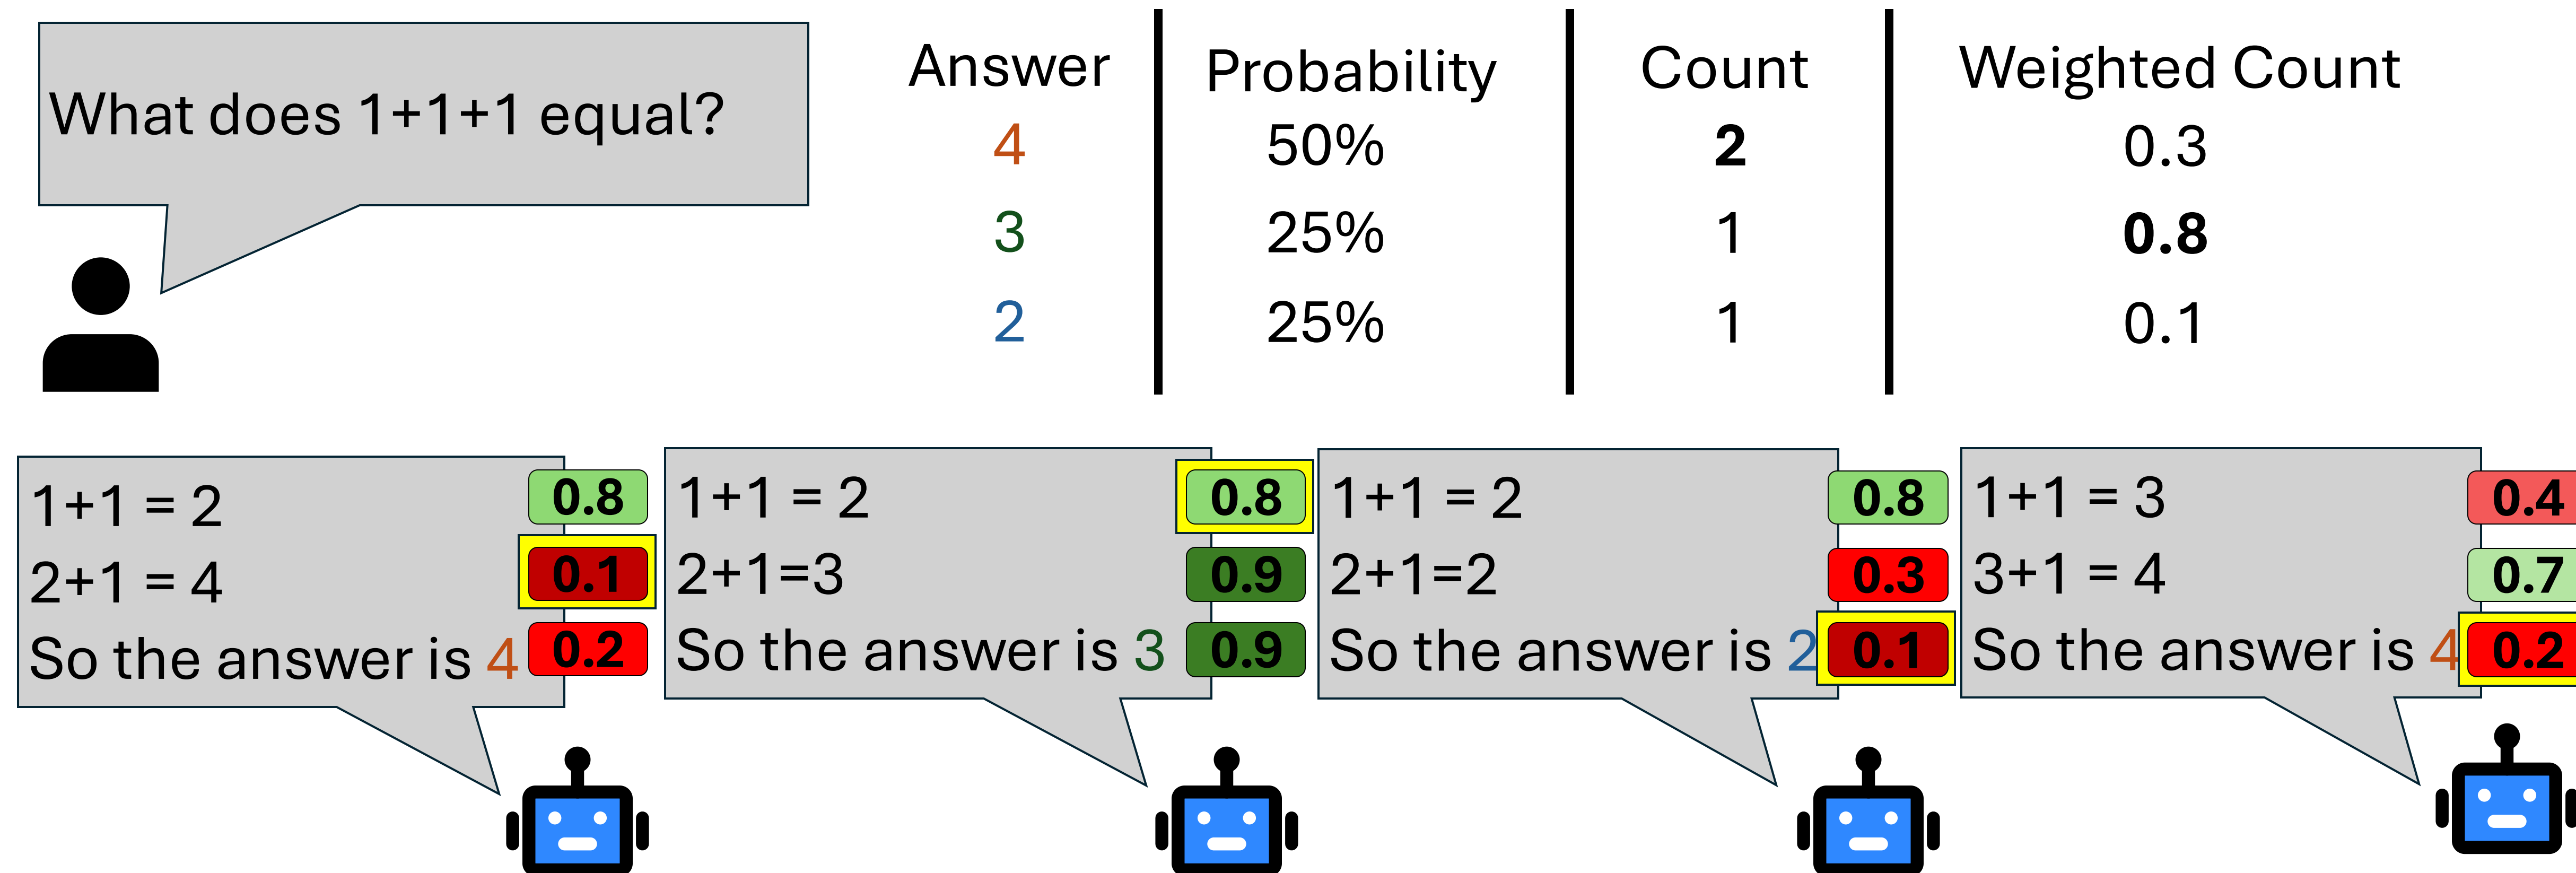 What does 1+1+1 equal?
Answer Probability Count Weighted Count
4 50% 2 0.3
3 25% 1 0.8
2 25% 1 0.1
1+1 = 2 0.8
2+1 = 4 0.1
So the answer is 4 0.2
1+1 = 2 0.8
2+1=3 0.9
So the answer is 3 0.9
1+1 = 2 0.8
2+1=2 0.3
So the answer is 2 0.1
1+1 = 3 0.4
3+1 = 4 0.7
So the answer is 4 0.2